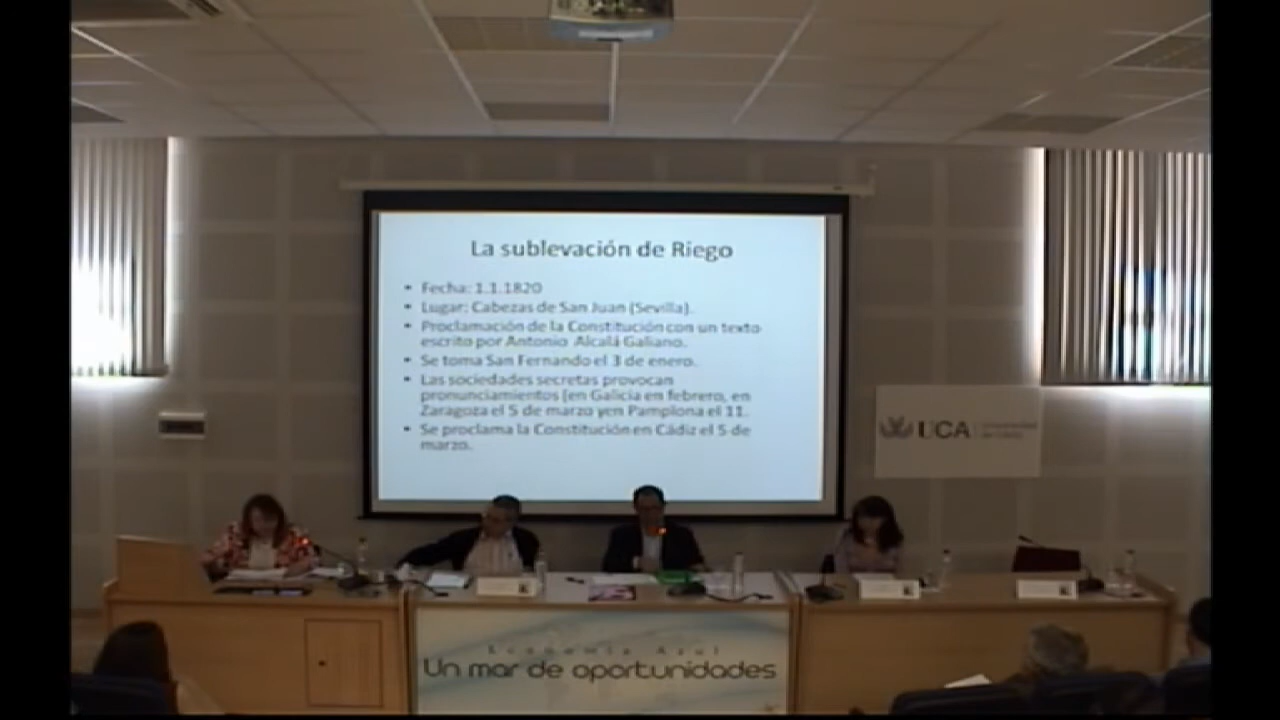 La sublevación de Riego
• Fecha: 1.1.1820
• Lugar: Cabezas de San Juan (Sevilla).
• Proclamación de la Constitución con un texto
escrito por Antonio Alcalá Galiano.
• Se toma San Fernando el 3 de enero.
• Las sociedades secretas provocan
pronunciamientos (en Galicia en febrero, en
Zaragoza el 5 de marzo y en Pamplona el 11.
• Se proclama la Constitución en Cádiz el 5 de
marzo.
UCA
Economía Azul
Un mar de oportunidades